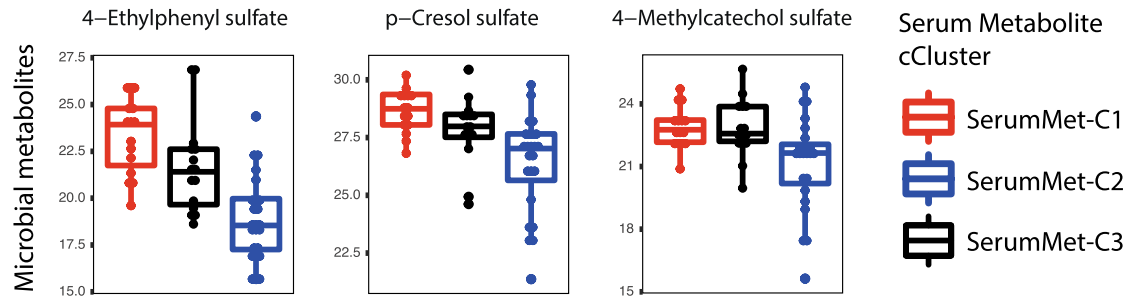 4−Ethylphenyl sulfate
p−Cresol sulfate
4−Methylcatechol sulfate
Serum Metabolite
cCluster
Microbial metabolites
27.5
25.0
22.5
20.0
17.5
15.0
30.0
27.5
25.0
22.5
24
21
18
15
SerumMet-C1
SerumMet-C2
SerumMet-C3